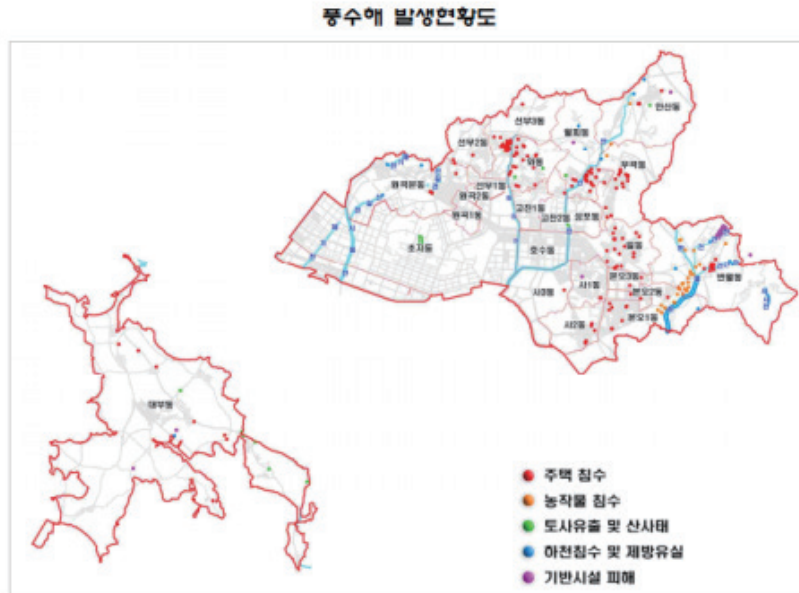 풍수해 발생현황도
안산동
선부3동
월피동
선부2동
와동
부곡동
원곡본동
선부1동
원곡2동
고잔1동
원곡1동
고잔2동
성포동
초지동
호수동
일동
본오3동
반월동
사3동
사1동
본오2동
사2동
본오1동
대부동
주택 침수
농작물 침수
토사유출 및 산사태
하천침수 및 제방유실
기반시설 피해